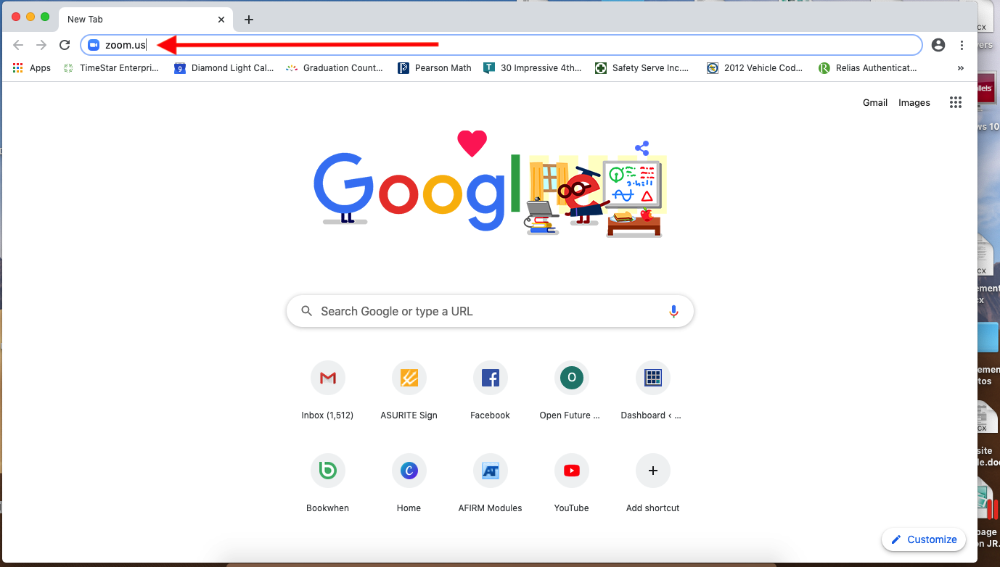 New Tab
zoom.us
Apps
TimeStar Enterpri...
Diamond Light Cal...
Graduation Count...
Pearson Math
30 Impressive 4th...
Safety Serve Inc....
2012 Vehicle Cod...
Relias Authenticat...
»
Gmail
Images
Google
Search Google or type a URL
Inbox (1,512)
ASURITE Sign
Facebook
Open Future ...
Dashboard ‹ ...
Bookwhen
Home
AFIRM Modules
YouTube
Add shortcut
Customize
cx
vers
llels
ws 10
cx
ement
cx
ement
tos
cx
site
le.doc
page
on JR.